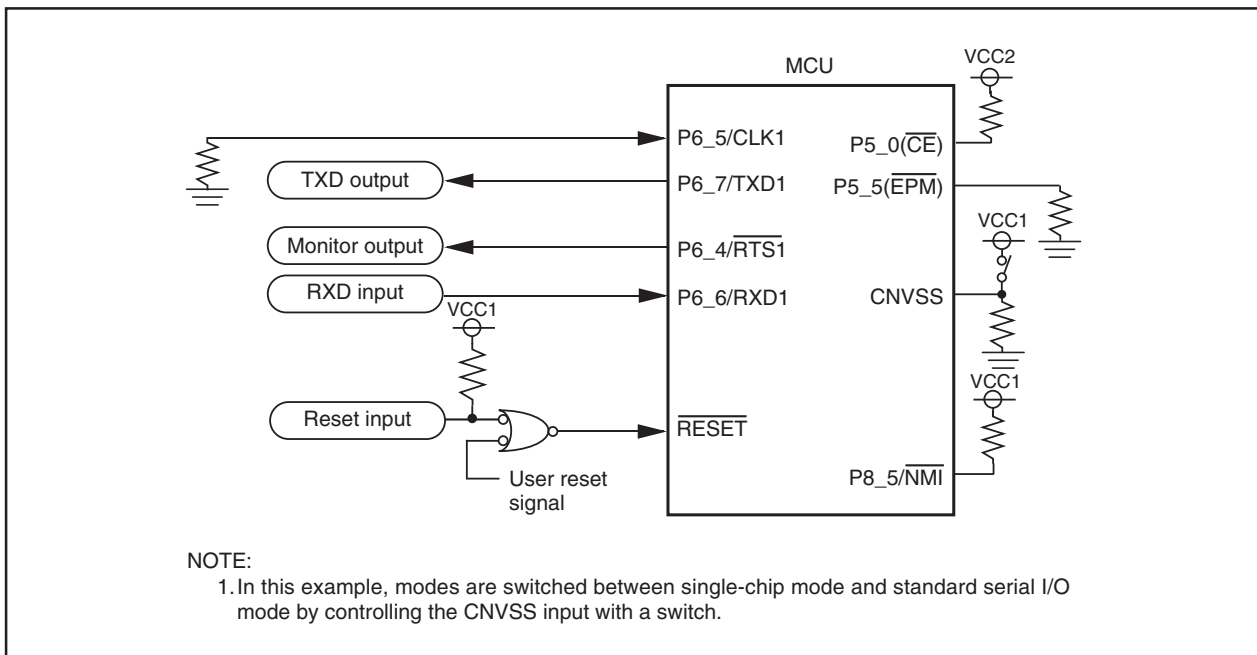 MCU
VCC2
P6_5/CLK1
P5_0(CE)
TXD output
P6_7/TXD1
P5_5(EPM)
VCC1
Monitor output
P6_4/RTS1
RXD input
P6_6/RXD1
CNVSS
VCC1
VCC1
Reset input
RESET
User reset
signal
P8_5/NMI
NOTE:
1.In this example, modes are switched between single-chip mode and standard serial I/O
mode by controlling the CNVSS input with a switch.